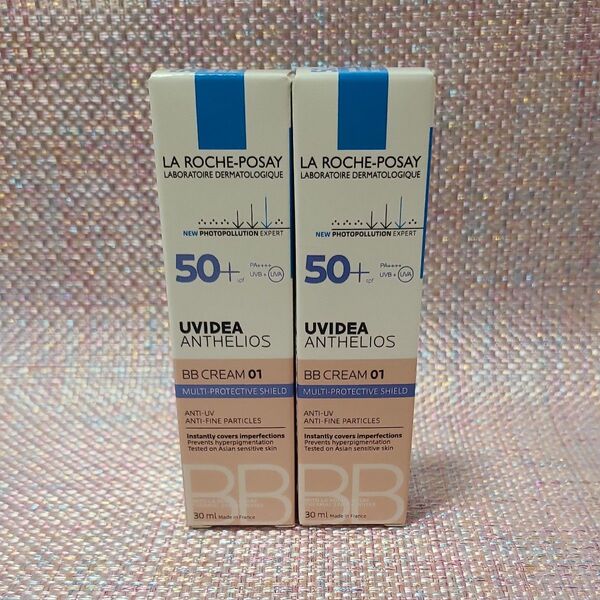 LA ROCHE-POSAY
LABORATOIRE DERMATOLOGIQUE
NEW PHOTOPOLLUTION EXPERT
50+
spf
PA++++
UVB + UVA
UVIDEA
ANTHELIOS
BB CREAM 01
MULTI-PROTECTIVE SHIELD
ANTI-UV
ANTI-FINE PARTICLES
Instantly covers imperfections
Prevents hyperpigmentation
Tested on Asian sensitive skin
BB
30 ml Made in France
LA ROCHE-POSAY
LABORATOIRE DERMATOLOGIQUE
NEW PHOTOPOLLUTION EXPERT
50+
spf
PA++++
UVB + UVA
UVIDEA
ANTHELIOS
BB CREAM 01
MULTI-PROTECTIVE SHIELD
ANTI-UV
ANTI-FINE PARTICLES
Instantly covers imperfections
Prevents hyperpigmentation
Tested on Asian sensitive skin
BB
30 ml Made in France